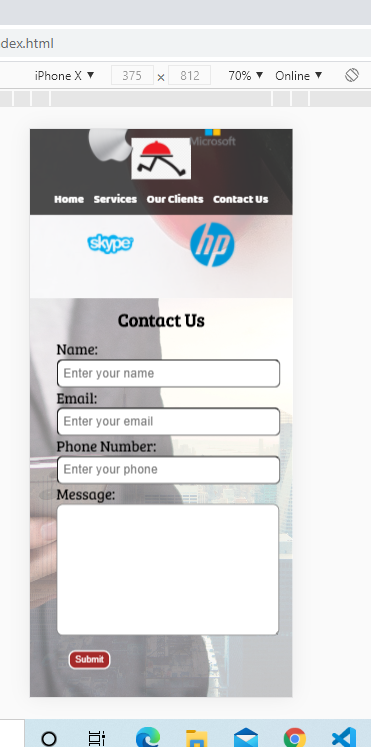 dex.html
iPhone X ▼ 375 × 812 70% ▼ Online ▼
Microsoft
Home Services Our Clients Contact Us
skype hp
Contact Us
Name:
Enter your name
Email:
Enter your email
Phone Number:
Enter your phone
Message:
Submit